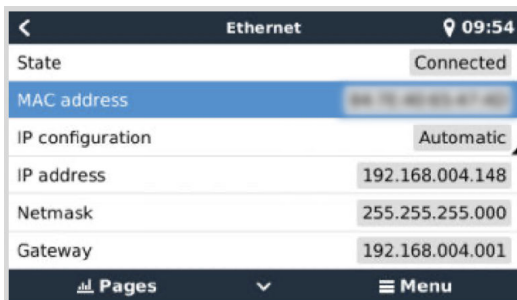 Ethernet 09:54
State Connected
MAC address
IP configuration Automatic
IP address 192.168.004.148
Netmask 255.255.255.000
Gateway 192.168.004.001
Pages Menu